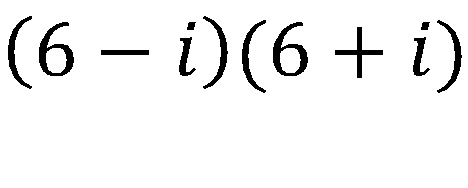 (6 − i)(6 + i)